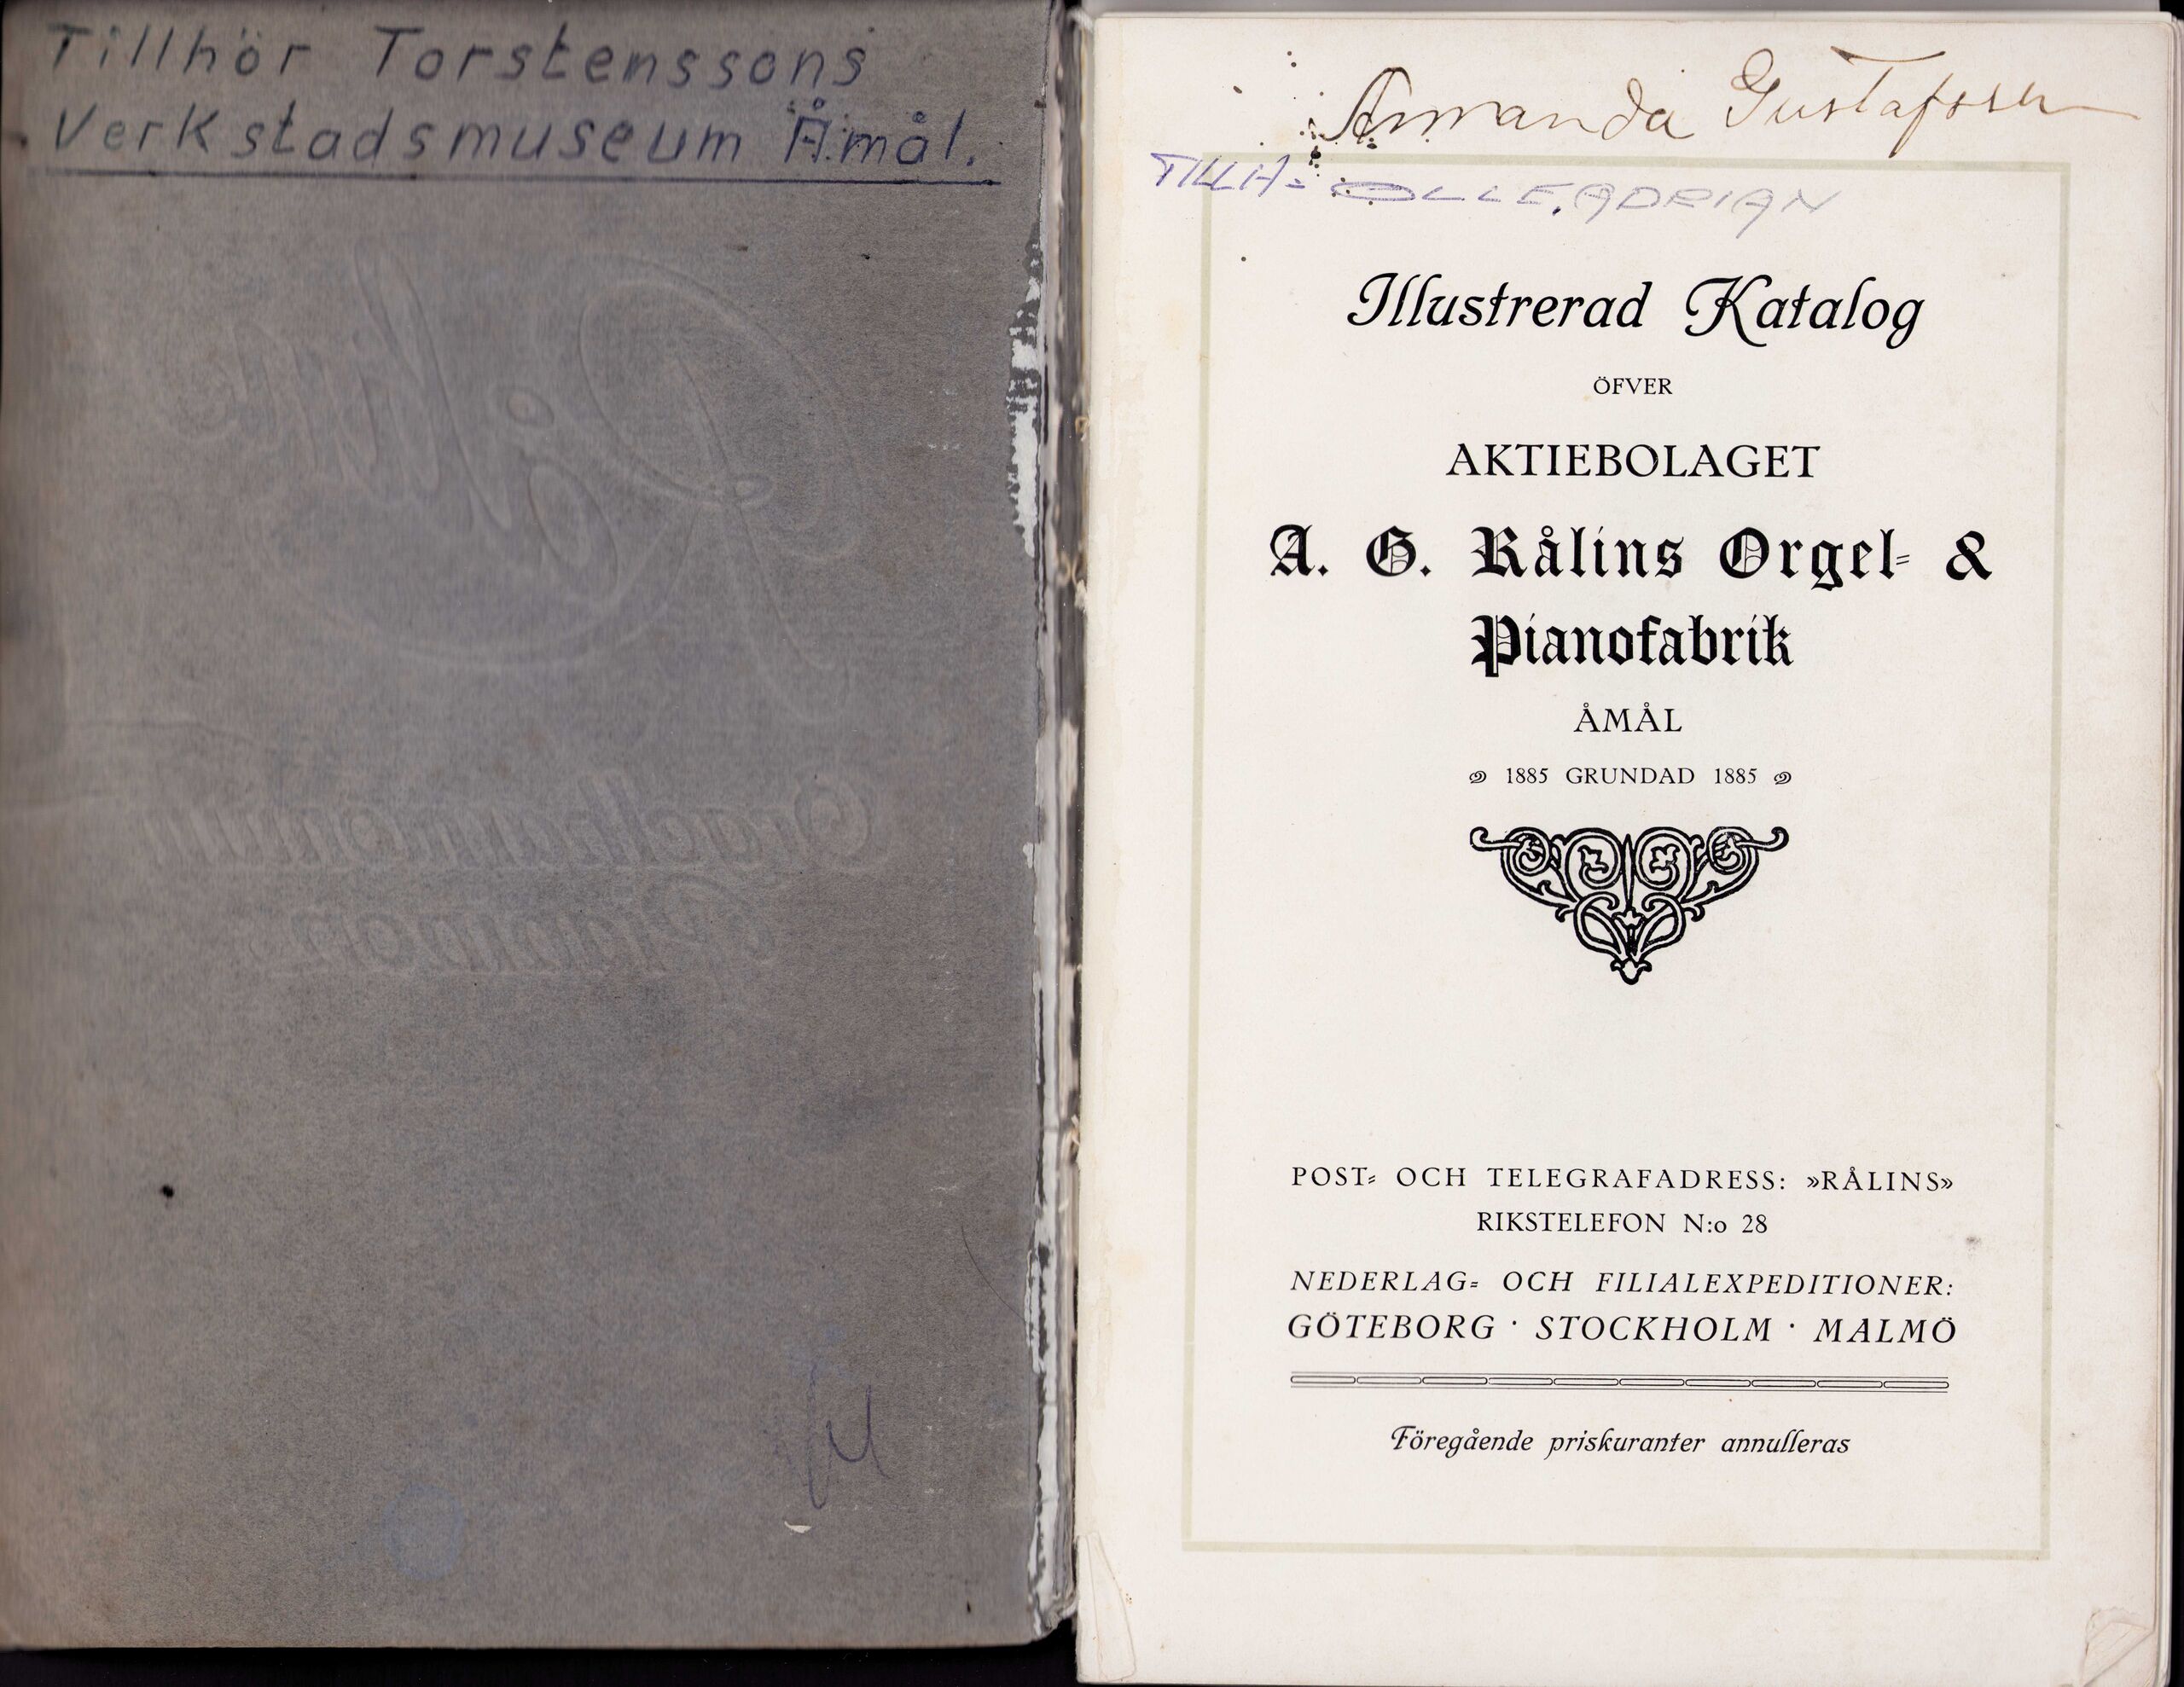 Tillhör Torstenssons
Verkstadsmuseum Åmål.
Amanda Gustafsson
TILLH: OLLE ADRIAN
Illustrerad Katalog
ÖFVER
AKTIEBOLAGET
A. G. Rålins Orgel- &
Pianofabrik
ÅMÅL
1885 GRUNDAD 1885
POST- OCH TELEGRAFADRESS: »RÅLINS»
RIKSTELEFON N:o 28
NEDERLAG- OCH FILIALEXPEDITIONER:
GÖTEBORG · STOCKHOLM · MALMÖ
Föregående priskuranter annulleras